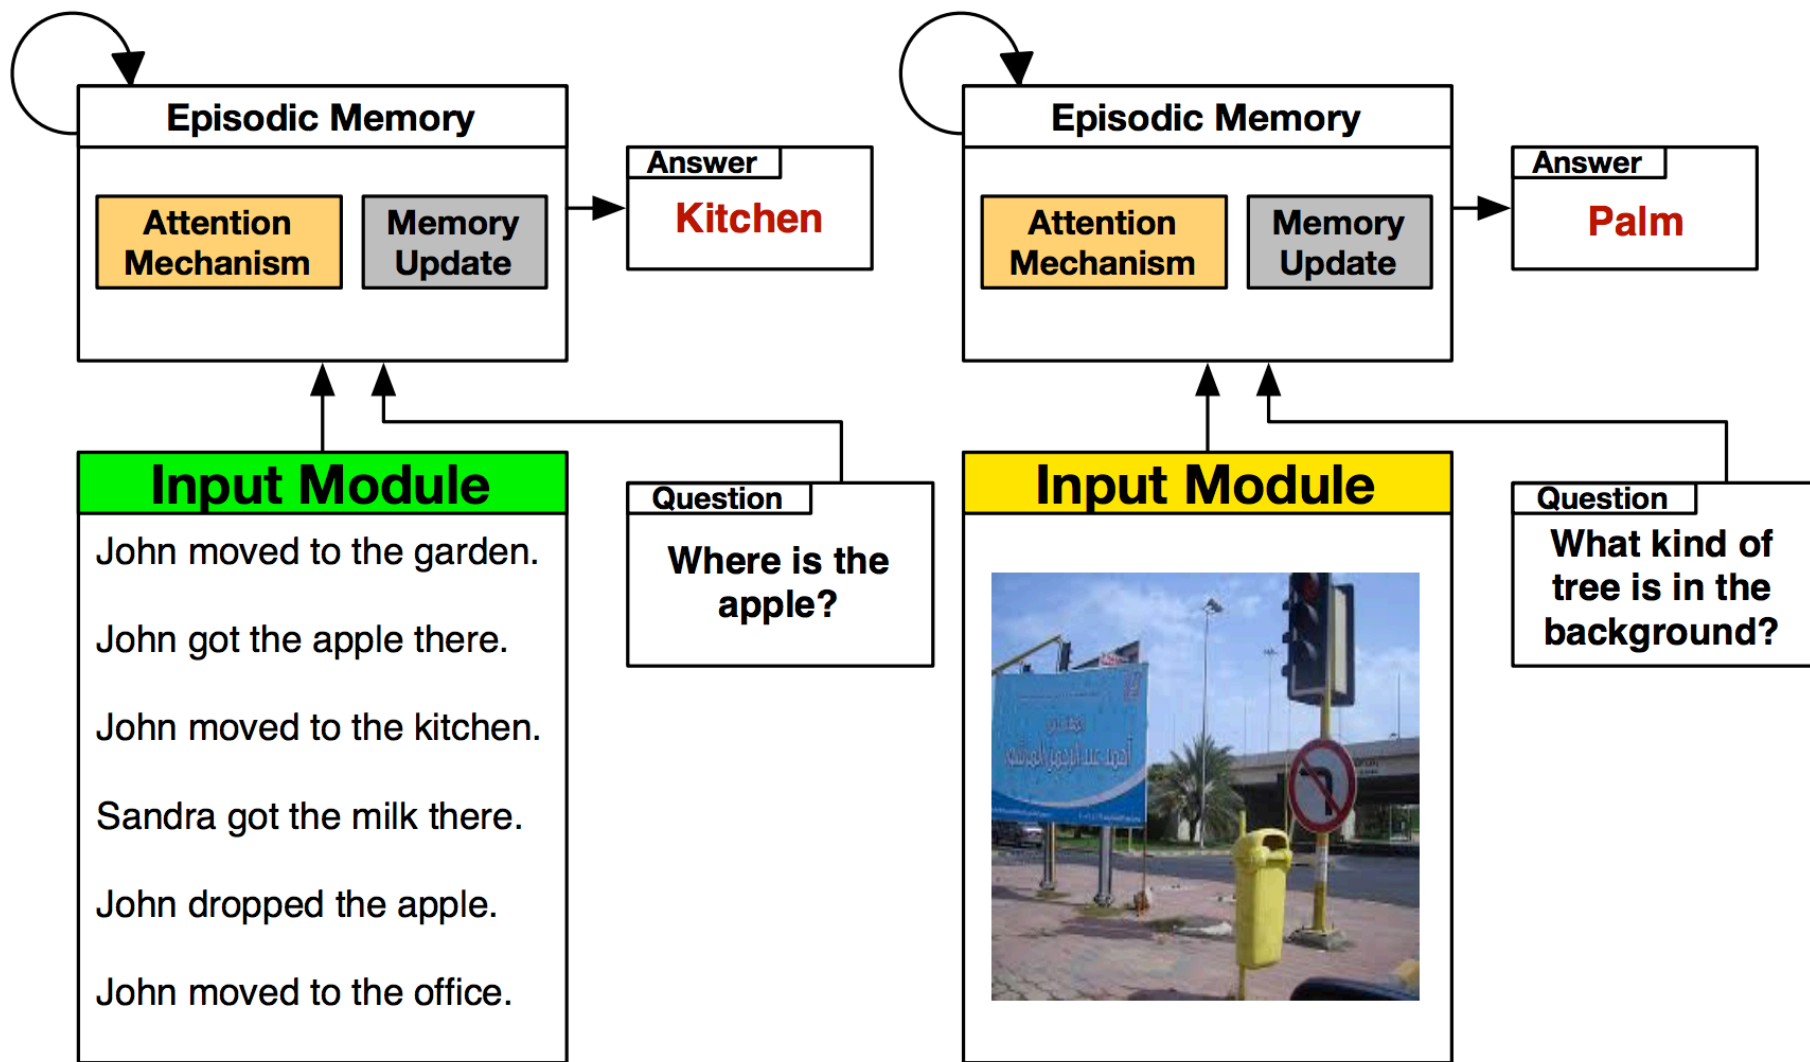 Episodic Memory
Attention
Mechanism
Memory
Update
Answer
Kitchen
Input Module
John moved to the garden.
John got the apple there.
John moved to the kitchen.
Sandra got the milk there.
John dropped the apple.
John moved to the office.
Question
Where is the
apple?
Episodic Memory
Attention
Mechanism
Memory
Update
Answer
Palm
Input Module
أحمد عبد الرحمن
Question
What kind of
tree is in the
background?